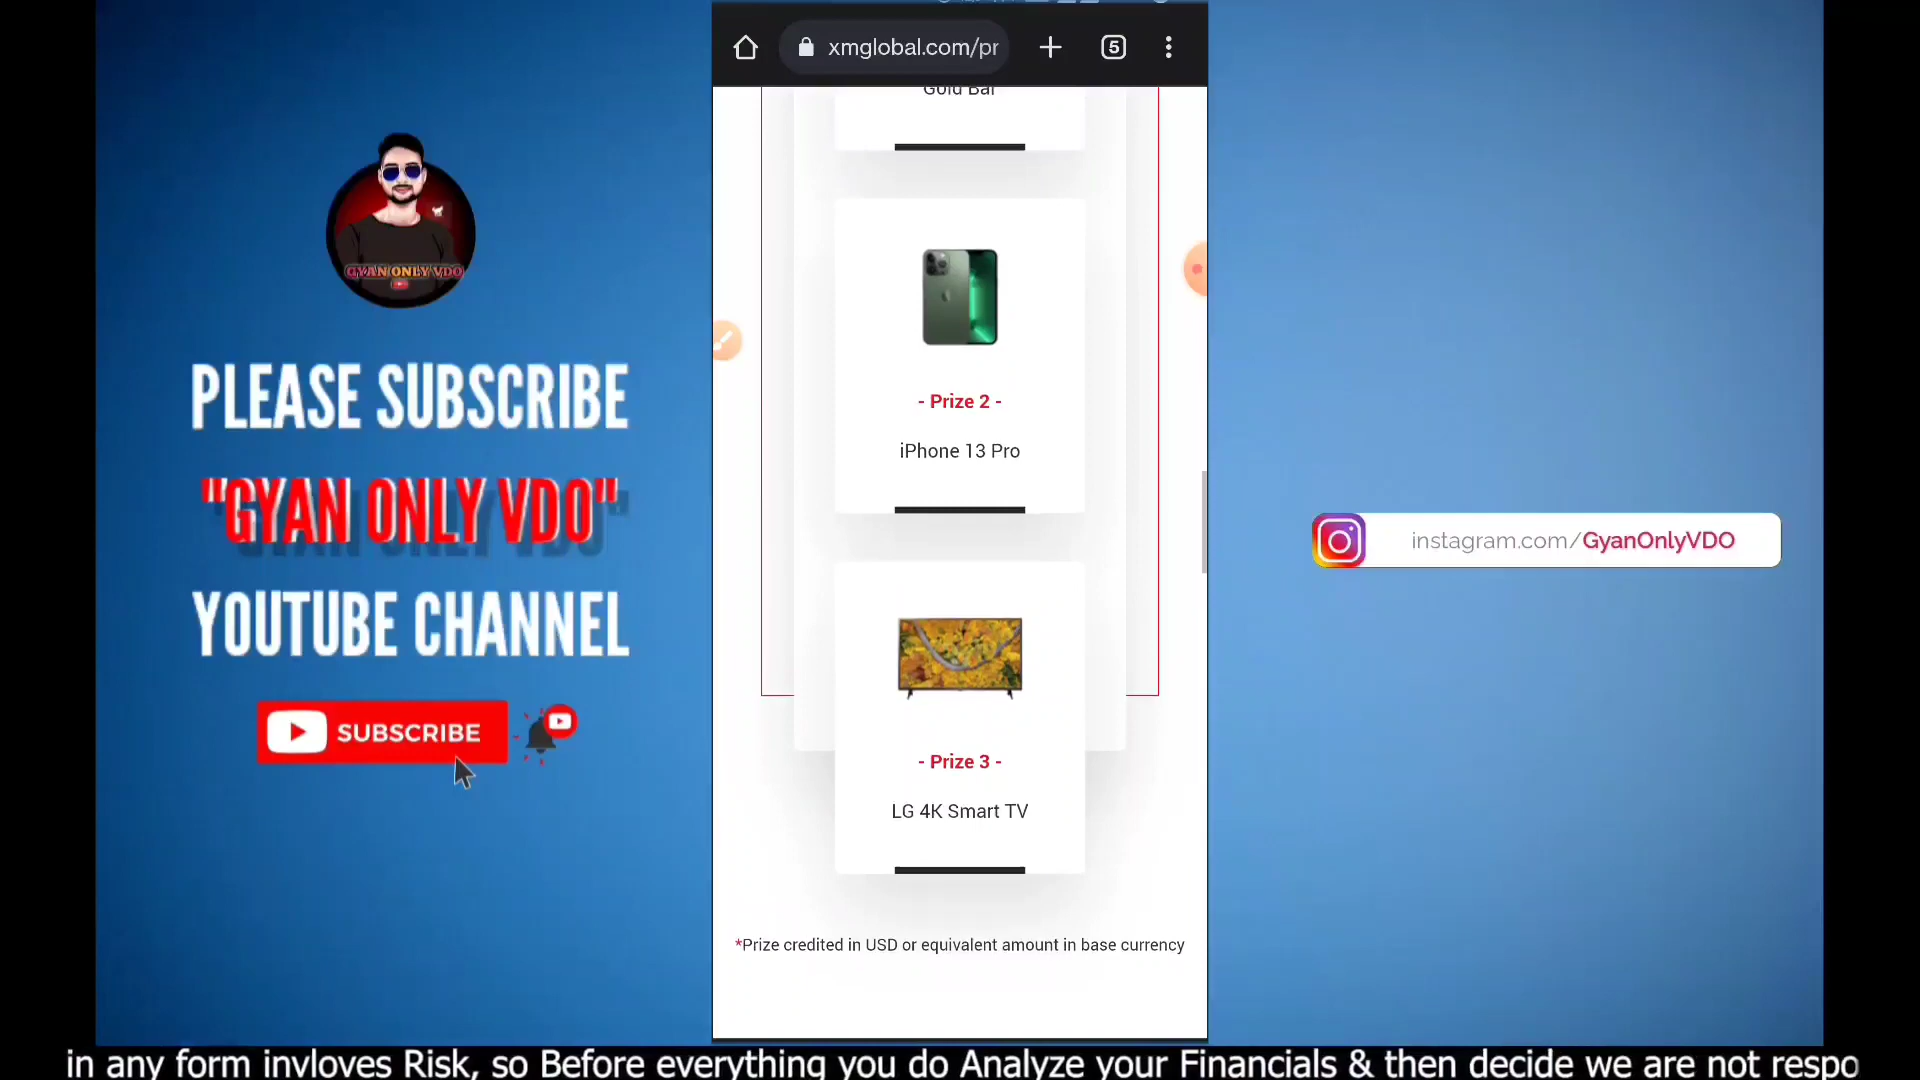 GYAN ONLY VDO
PLEASE SUBSCRIBE
"GYAN ONLY VDO"
YOUTUBE CHANNEL
SUBSCRIBE
xmglobal.com/pr
5
Gold Bar
- Prize 2 -
iPhone 13 Pro
- Prize 3 -
LG 4K Smart TV
*Prize credited in USD or equivalent amount in base currency
instagram.com/GyanOnlyVDO
in any form invloves Risk, so Before everything you do Analyze your Financials & then decide we are not respo